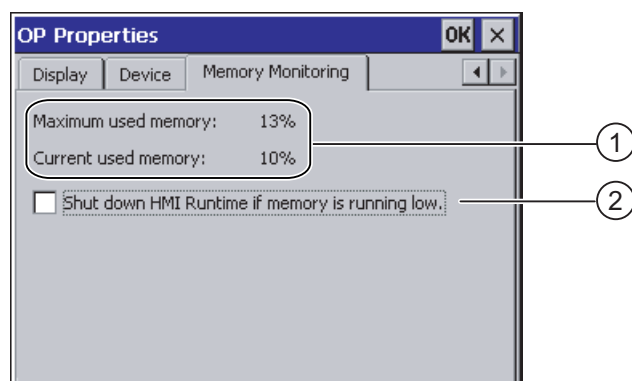 OP Properties OK ×
Display Device Memory Monitoring
Maximum used memory: 13%
1
Current used memory: 10%
Shut down HMI Runtime if memory is running low. 2